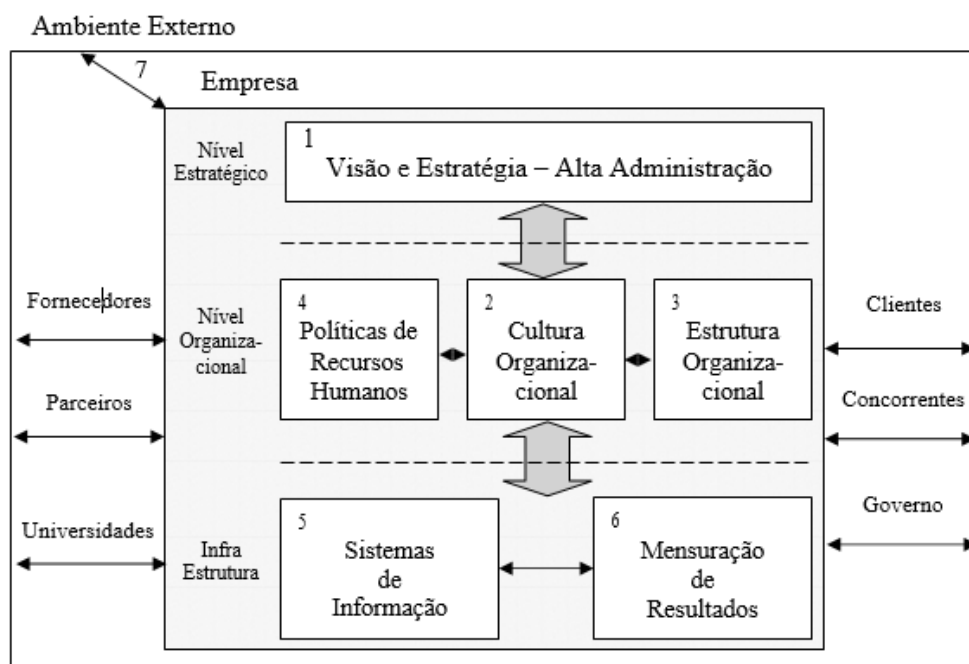 Ambiente Externo
7
Empresa
Nível
Estratégico
1
Visão e Estratégia – Alta Administração
Fornecedores
Parceiros
Universidades
Nível
Organiza-
cional
4
Políticas de
Recursos
Humanos
2
Cultura
Organiza-
cional
3
Estrutura
Organiza-
cional
Clientes
Concorrentes
Governo
Infra
Estrutura
5
Sistemas
de
Informação
6
Mensuração
de
Resultados